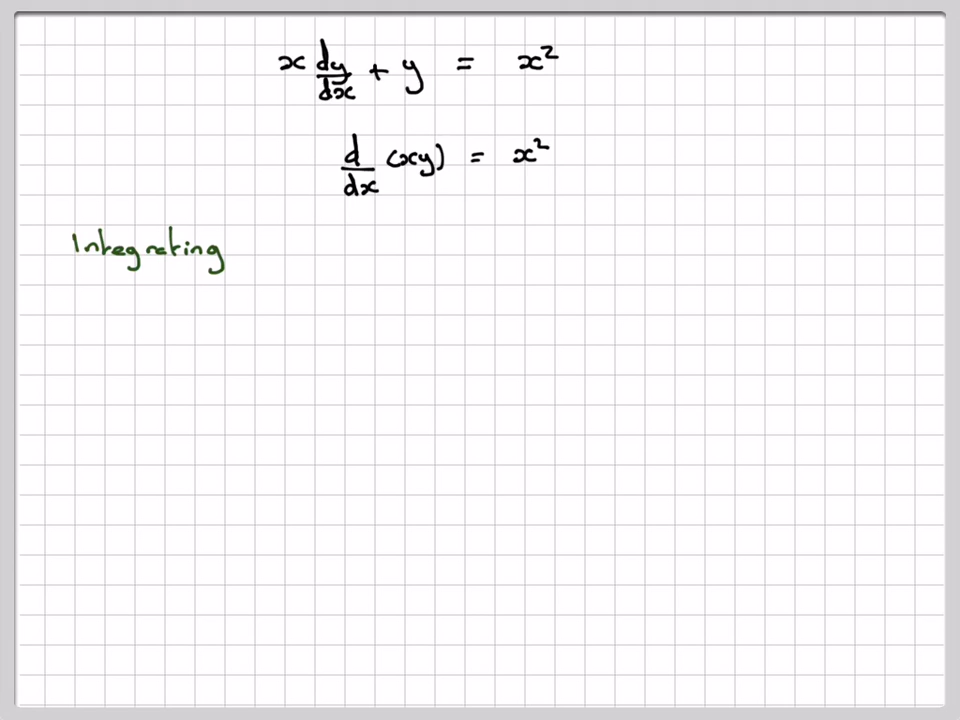 x dy/dx + y = x²
d/dx (xy) = x²
Integrating